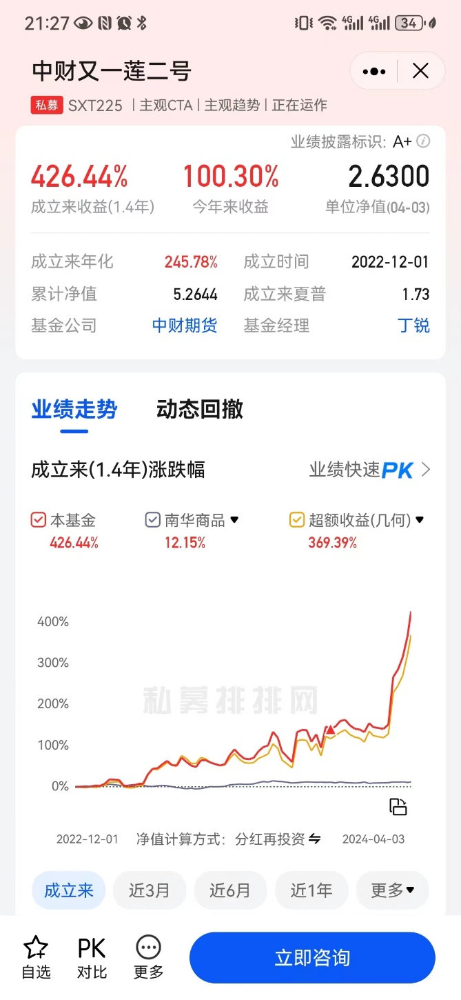 21:27 4G 4G 34
中财又一莲二号
私募 SXT225 | 主观CTA | 主观趋势 | 正在运作
业绩披露标识: A+
426.44% 100.30% 2.6300
成立来收益(1.4年) 今年来收益 单位净值(04-03)
成立来年化 245.78% 成立时间 2022-12-01
累计净值 5.2644 成立来夏普 1.73
基金公司 中财期货 基金经理 丁锐
业绩走势 动态回撤
成立来(1.4年)涨跌幅 业绩快速PK
本基金 南华商品 超额收益(几何)
426.44% 12.15% 369.39%
400%
300%
200%
私募排排网
100%
0%
2022-12-01 净值计算方式: 分红再投资 2024-04-03
成立来 近3月 近6月 近1年 更多
PK
自选 对比 更多 立即咨询